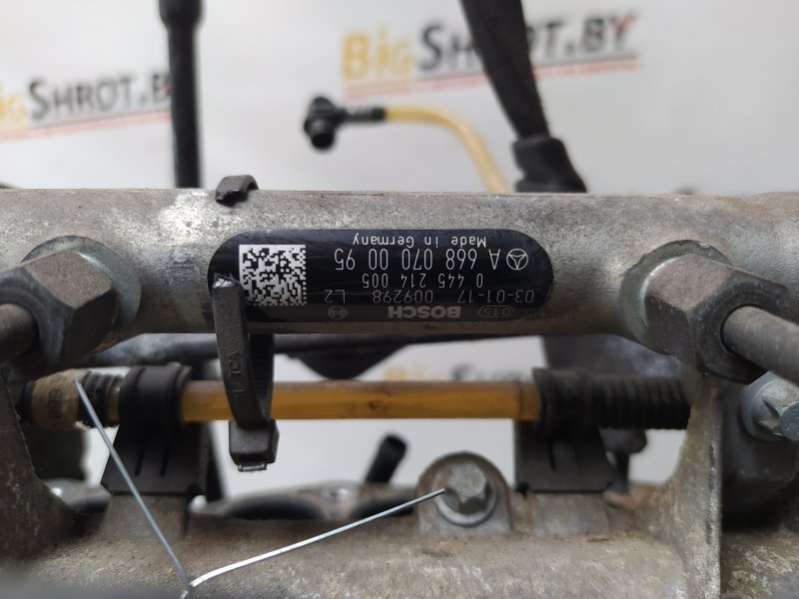 BigShrot.by
BigShrot.by
BOSCH
03-01-17 009298 L2
0 445 214 005
A 668 070 00 95
Made in Germany